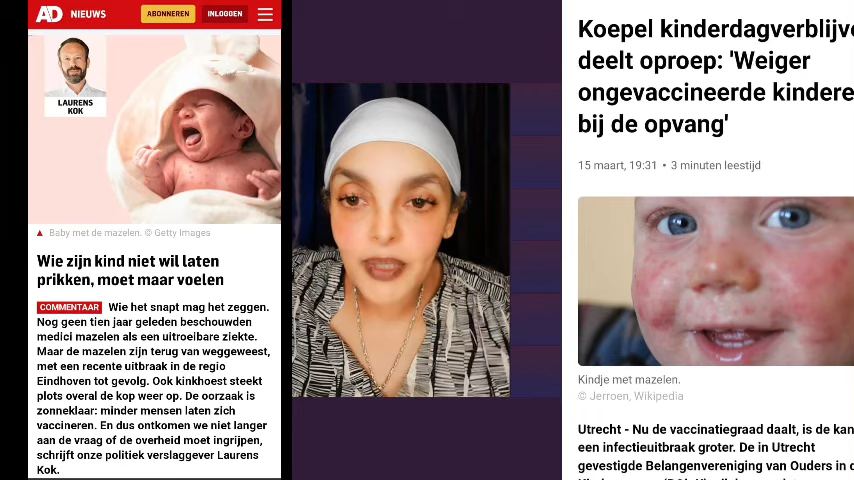 AD NIEUWS
ABONNEREN
INLOGGEN
LAURENS
KOK
Baby met de mazelen. © Getty Images
Wie zijn kind niet wil laten
prikken, moet maar voelen
COMMENTAAR Wie het snapt mag het zeggen.
Nog geen tien jaar geleden beschouwden
medici mazelen als een uitroeibare ziekte.
Maar de mazelen zijn terug van weggeweest,
met een recente uitbraak in de regio
Eindhoven tot gevolg. Ook kinkhoest steekt
plots overal de kop weer op. De oorzaak is
zonneklaar: minder mensen laten zich
vaccineren. En dus ontkomen we niet langer
aan de vraag of de overheid moet ingrijpen,
schrijft onze politiek verslaggever Laurens
Kok.
Koepel kinderdagverblijve
deelt oproep: 'Weiger
ongevaccineerde kindere
bij de opvang'
15 maart, 19:31 • 3 minuten leestijd
Kindje met mazelen.
© Jerroen, Wikipedia
Utrecht - Nu de vaccinatiegraad daalt, is de kan
een infectieuitbraak groter. De in Utrecht
gevestigde Belangenvereniging van Ouders in